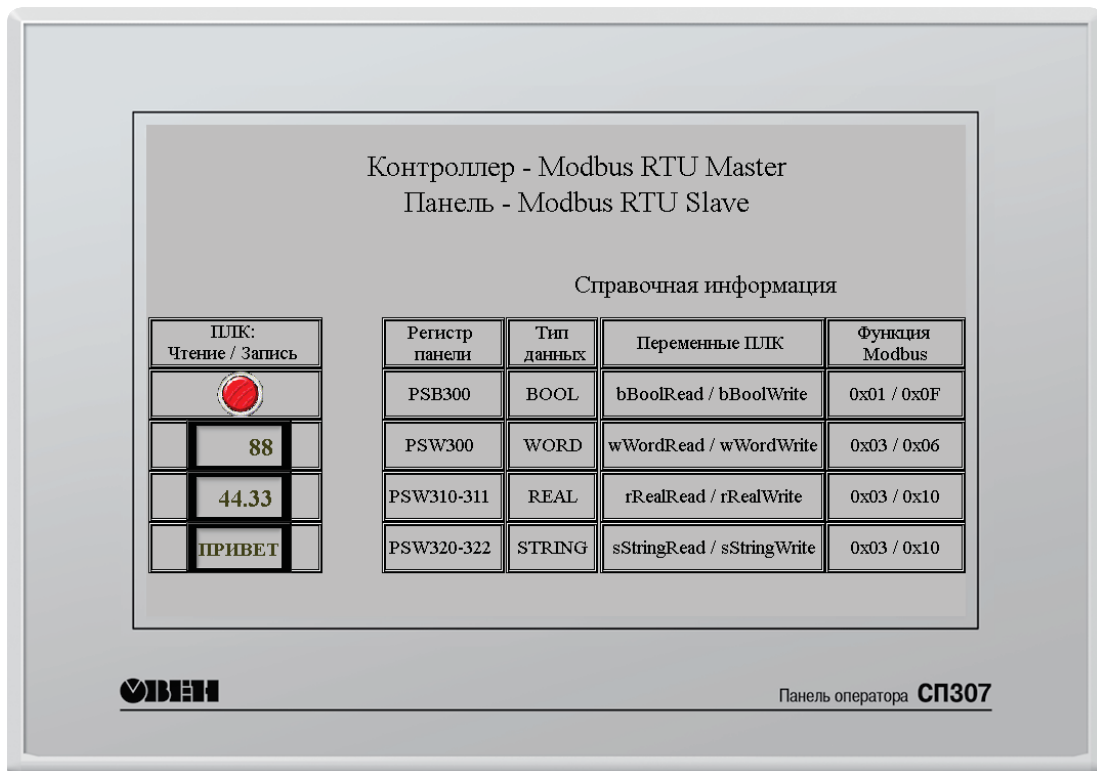 Контроллер - Modbus RTU Master
Панель - Modbus RTU Slave
Справочная информация
ПЛК:
Чтение / Запись
Регистр
панели
Тип
данных
Переменные ПЛК
Функция
Modbus
PSB300 BOOL bBoolRead / bBoolWrite 0x01 / 0x0F
88 PSW300 WORD wWordRead / wWordWrite 0x03 / 0x06
44.33 PSW310-311 REAL rRealRead / rRealWrite 0x03 / 0x10
ПРИВЕТ PSW320-322 STRING sStringRead / sStringWrite 0x03 / 0x10
ОВЕН
Панель оператора СП307